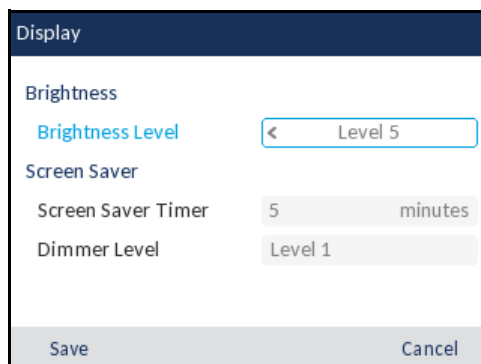 Display
Brightness
Brightness Level < Level 5
Screen Saver
Screen Saver Timer 5 minutes
Dimmer Level Level 1
Save Cancel